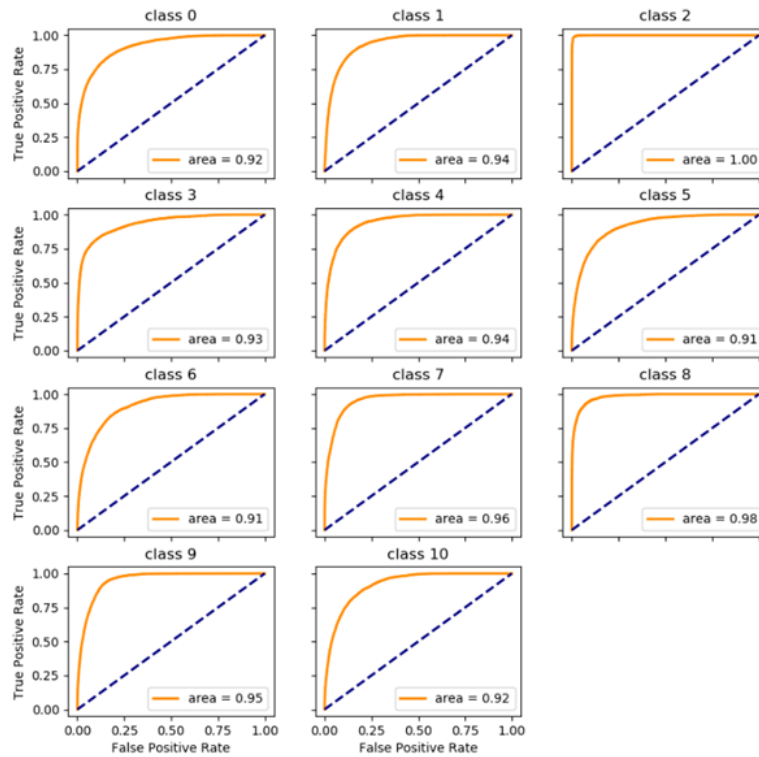 class 0
class 1
class 2
True Positive Rate
1.00
0.75
0.50
0.25
0.00
area = 0.92
area = 0.94
area = 1.00
class 3
class 4
class 5
True Positive Rate
1.00
0.75
0.50
0.25
0.00
area = 0.93
area = 0.94
area = 0.91
class 6
class 7
class 8
True Positive Rate
1.00
0.75
0.50
0.25
0.00
area = 0.91
area = 0.96
area = 0.98
class 9
class 10
True Positive Rate
1.00
0.75
0.50
0.25
0.00
area = 0.95
area = 0.92
0.00 0.25 0.50 0.75 1.00
0.00 0.25 0.50 0.75 1.00
False Positive Rate
False Positive Rate